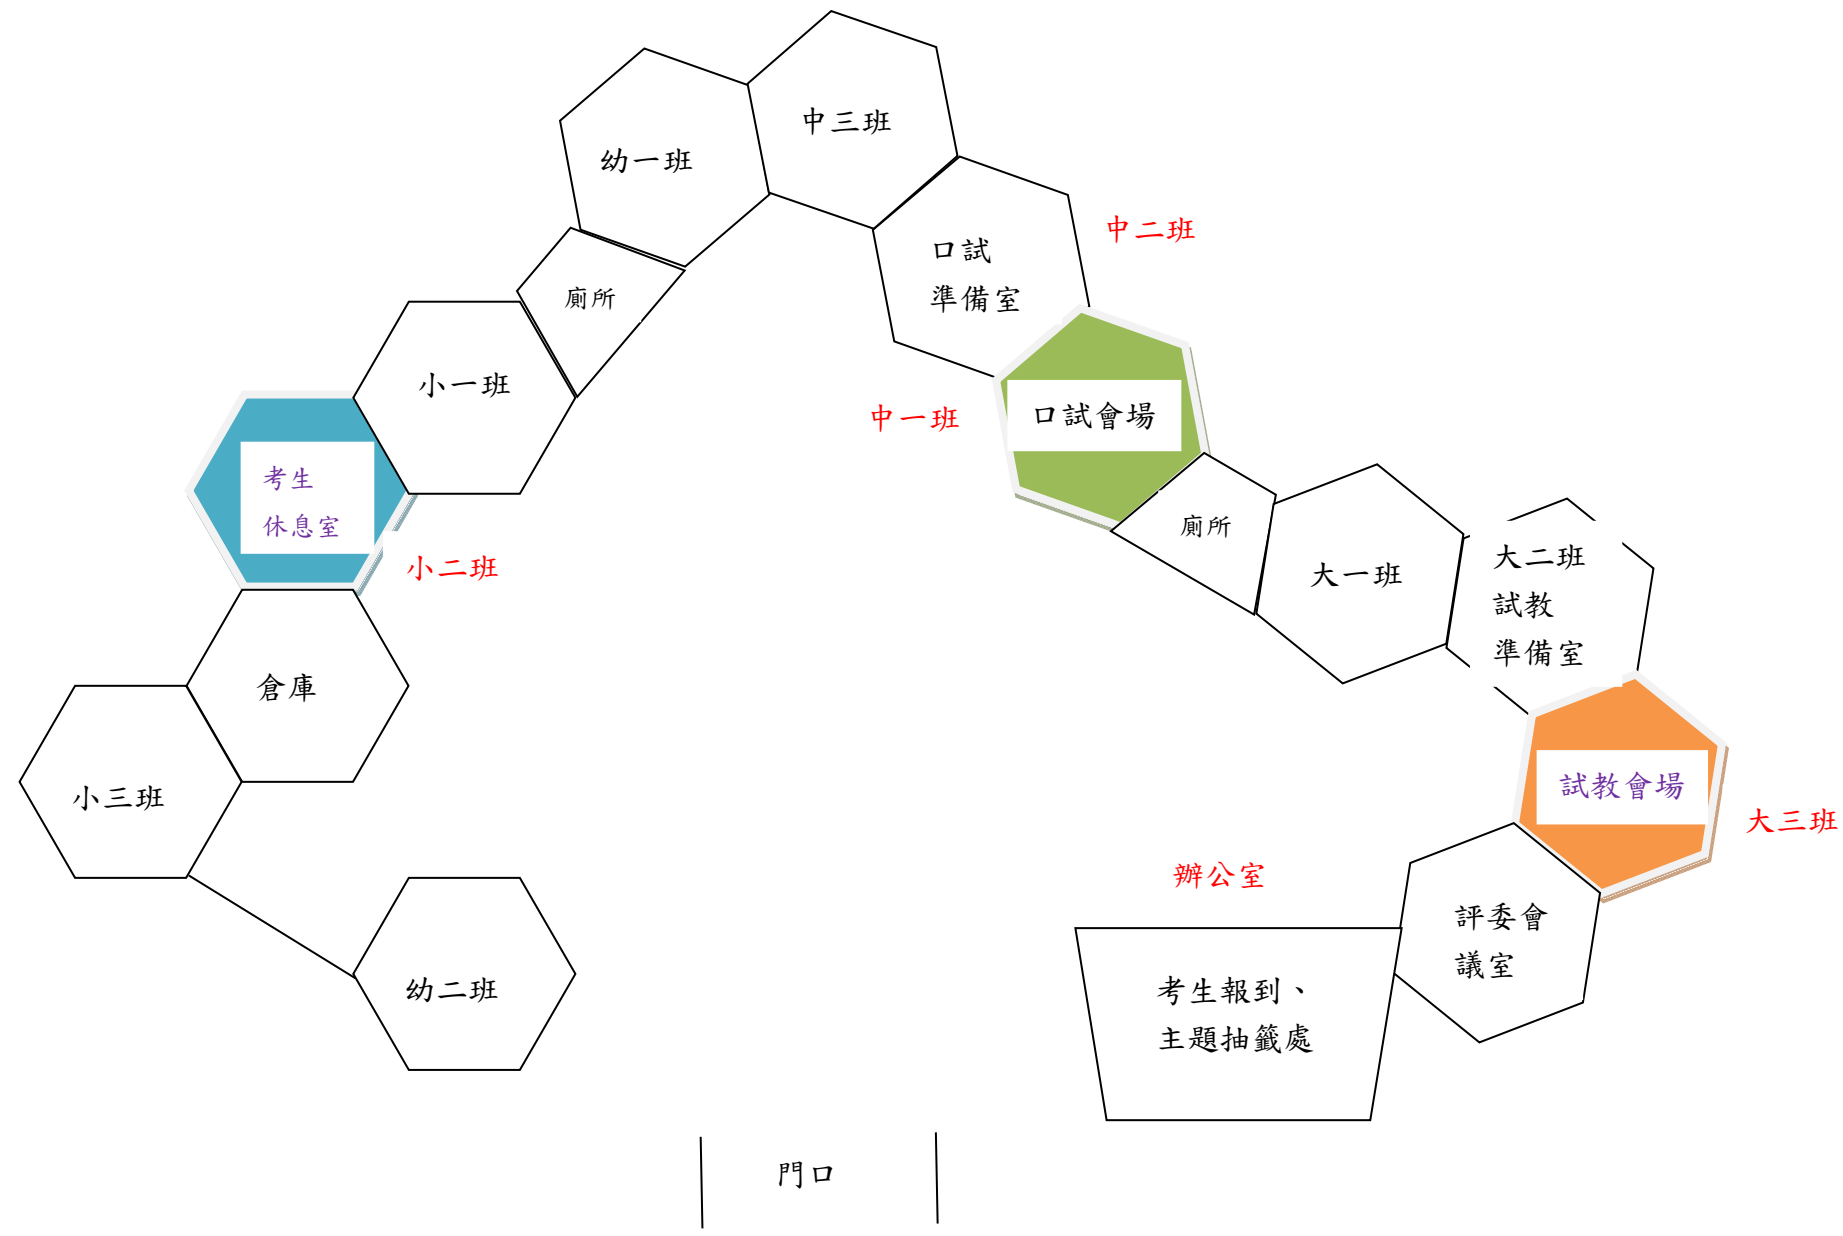 中三班
幼一班
中二班
口試
準備室
廁所
小一班
中一班
口試會場
考生
休息室
小二班
廁所
大一班
大二班
試教
準備室
倉庫
小三班
試教會場
大三班
辦公室
評委會
議室
幼二班
考生報到、
主題抽籤處
門口